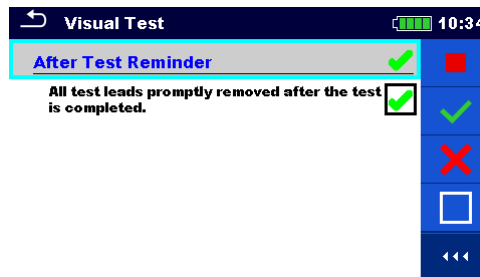 Visual Test
10:34
After Test Reminder
All test leads promptly removed after the test
is completed.